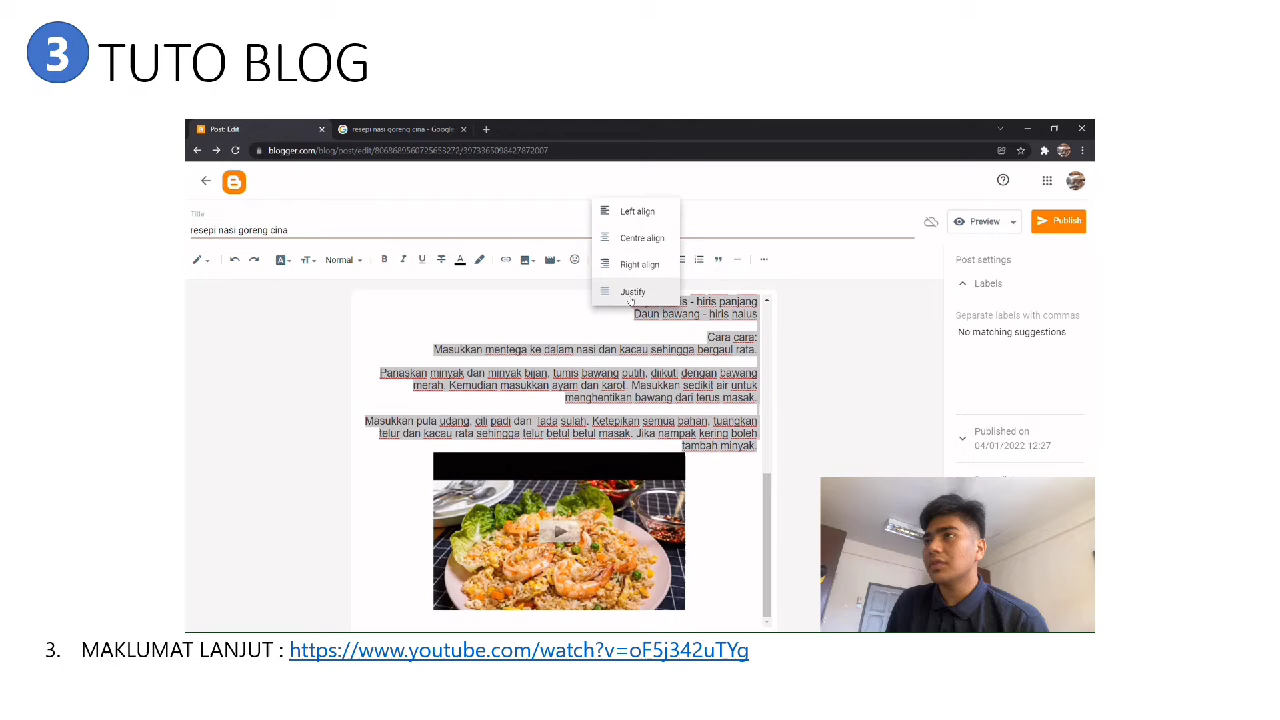 3 TUTO BLOG
Post: Edit
resepi nasi goreng cina - Google
blogger.com/blog/post/edit/8068689560725653272/3973365098427872007
Title
resepi nasi goreng cina
Preview
Publish
Left align
Centre align
Right align
Justify
Normal
B I U
Post settings
Labels
Separate labels with commas
No matching suggestions
Published on
04/01/2022 12:27
- hiris panjang
Daun bawang - hiris halus
Cara cara:
Masukkan mentega ke dalam nasi dan kacau sehingga bergaul rata.
Panaskan minyak dan minyak bijan, tumis bawang putih, diikut dengan bawang
merah. Kemudian masukkan ayam dan karot. Masukkan sedikit air untuk
menghentikan bawang dari terus masak.
Masukkan pula udang, cili padi dan lada sulah. Ketepikan semua bahan, tuangkan
telur dan kacau rata sehingga telur betul betul masak. Jika nampak kering boleh
tambah minyak.
3. MAKLUMAT LANJUT : https://www.youtube.com/watch?v=oF5j342uTYg